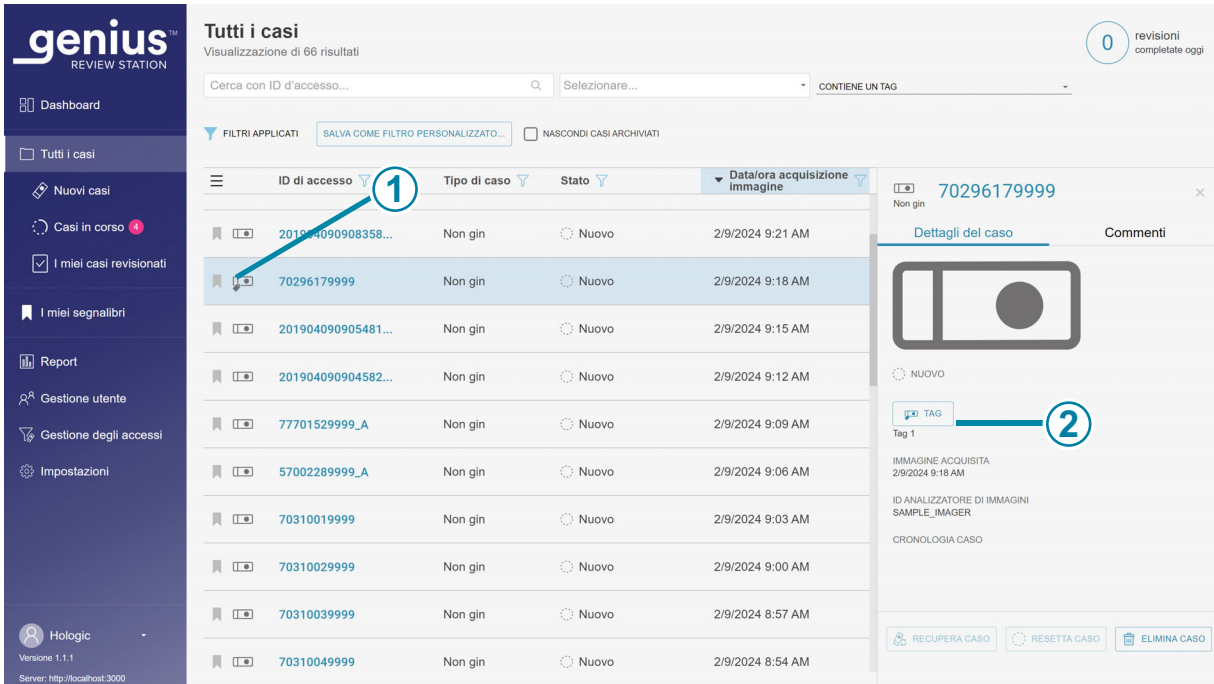 genius™
REVIEW STATION
Dashboard
Tutti i casi
Nuovi casi
Casi in corso 4
I miei casi revisionati
I miei segnalibri
Report
Gestione utente
Gestione degli accessi
Impostazioni
Hologic
Versione 1.1.1
Server: http://localhost:3000
Tutti i casi
Visualizzazione di 66 risultati
0 revisioni
completate oggi
Cerca con ID d'accesso... Selezionare... CONTIENE UN TAG
FILTRI APPLICATI SALVA COME FILTRO PERSONALIZZATO... NASCONDI CASI ARCHIVIATI
ID di accesso Tipo di caso Stato Data/ora acquisizione
immagine
1
201904090908358... Non gin Nuovo 2/9/2024 9:21 AM
70296179999 Non gin Nuovo 2/9/2024 9:18 AM
201904090905481... Non gin Nuovo 2/9/2024 9:15 AM
201904090904582... Non gin Nuovo 2/9/2024 9:12 AM
77701529999_A Non gin Nuovo 2/9/2024 9:09 AM
57002289999_A Non gin Nuovo 2/9/2024 9:06 AM
70310019999 Non gin Nuovo 2/9/2024 9:03 AM
70310029999 Non gin Nuovo 2/9/2024 9:00 AM
70310039999 Non gin Nuovo 2/9/2024 8:57 AM
70310049999 Non gin Nuovo 2/9/2024 8:54 AM
70296179999
Non gin
Dettagli del caso Commenti
NUOVO
TAG
2
Tag 1
IMMAGINE ACQUISITA
2/9/2024 9:18 AM
ID ANALIZZATORE DI IMMAGINI
SAMPLE_IMAGER
CRONOLOGIA CASO
RECUPERA CASO RESETTA CASO ELIMINA CASO